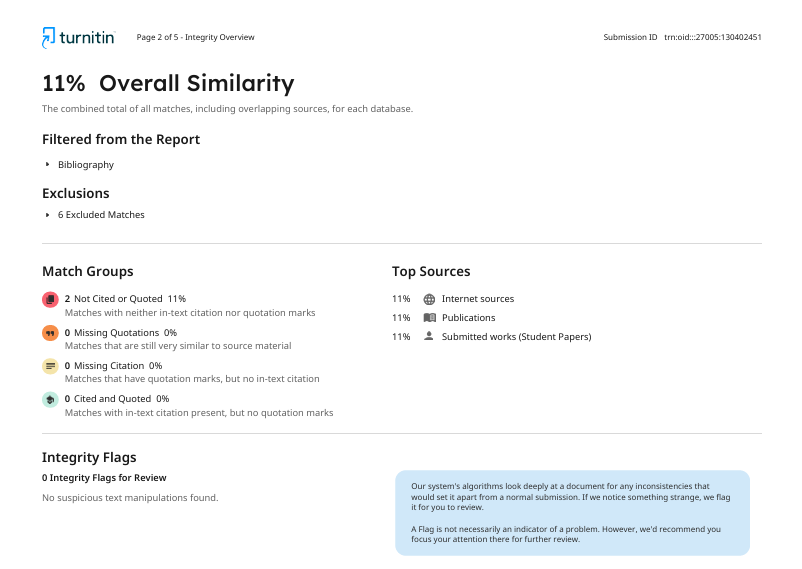 turnitin Page 2 of 5 - Integrity Overview Submission ID trn:oid:::27005:130402451
11% Overall Similarity
The combined total of all matches, including overlapping sources, for each database.
Filtered from the Report
Bibliography
Exclusions
6 Excluded Matches
Match Groups
2 Not Cited or Quoted 11%
Matches with neither in-text citation nor quotation marks
0 Missing Quotations 0%
Matches that are still very similar to source material
0 Missing Citation 0%
Matches that have quotation marks, but no in-text citation
0 Cited and Quoted 0%
Matches with in-text citation present, but no quotation marks
Top Sources
11% Internet sources
11% Publications
11% Submitted works (Student Papers)
Integrity Flags
0 Integrity Flags for Review
No suspicious text manipulations found.
Our system's algorithms look deeply at a document for any inconsistencies that
would set it apart from a normal submission. If we notice something strange, we flag
it for you to review.
A Flag is not necessarily an indicator of a problem. However, we'd recommend you
focus your attention there for further review.